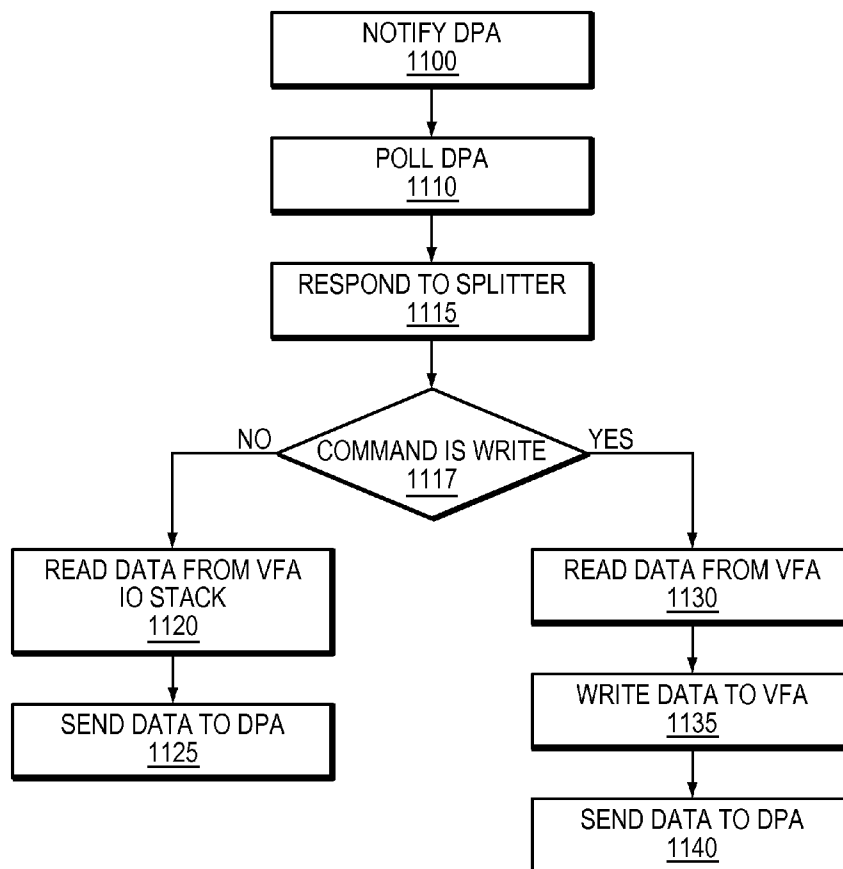 NOTIFY DPA
1100
POLL DPA
1110
RESPOND TO SPLITTER
1115
NO
YES
COMMAND IS WRITE
1117
READ DATA FROM VFA
IO STACK
1120
SEND DATA TO DPA
1125
READ DATA FROM VFA
1130
WRITE DATA TO VFA
1135
SEND DATA TO DPA
1140